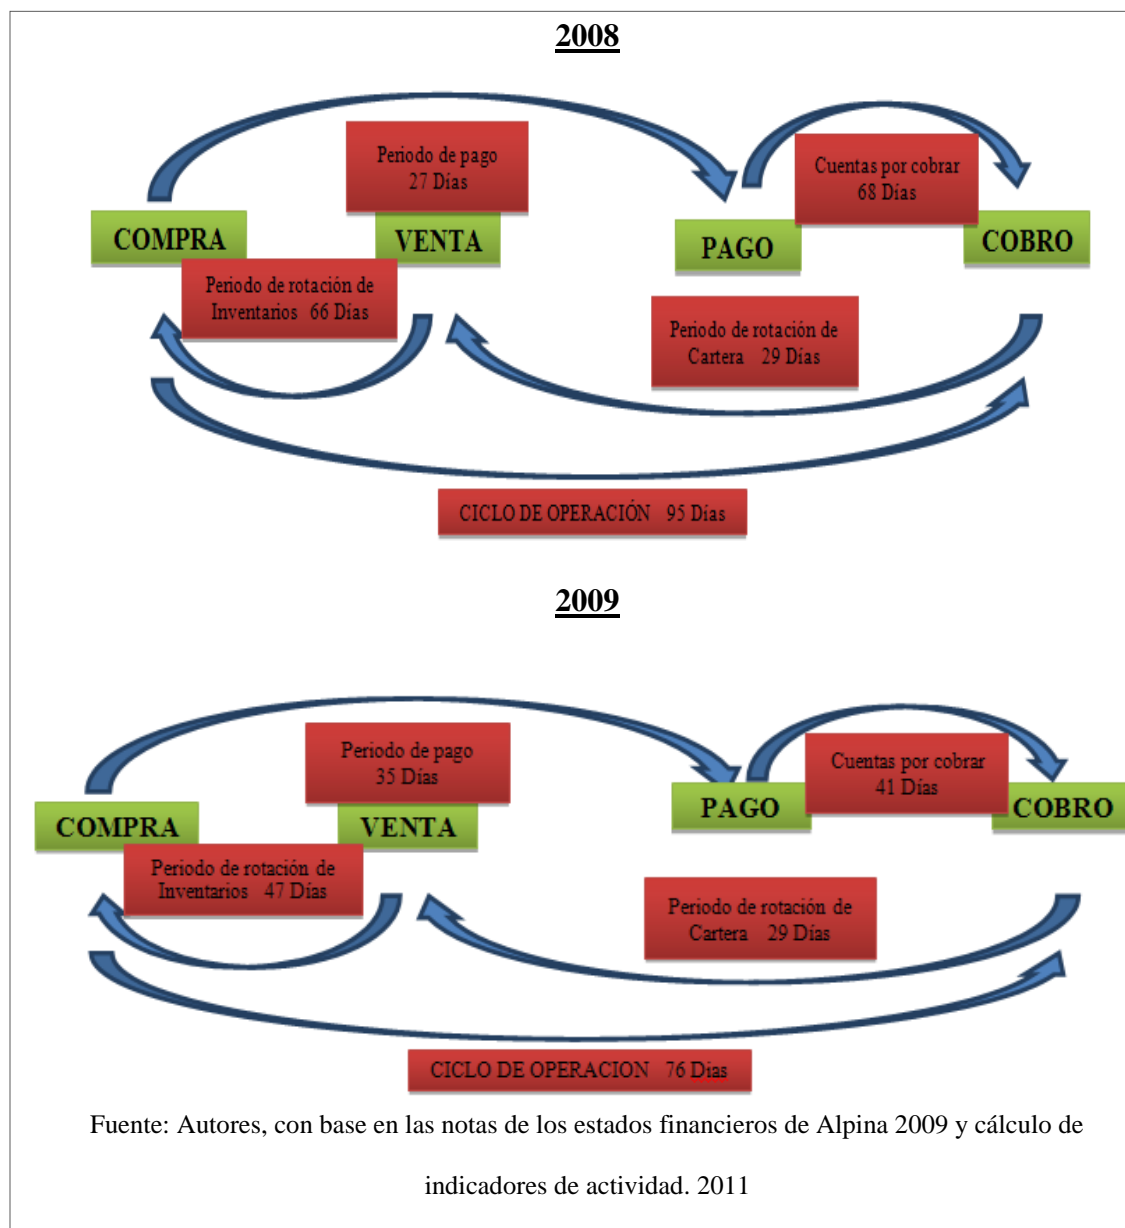 2008
Periodo de pago
27 Días
Cuentas por cobrar
68 Días
COMPRA
VENTA
PAGO
COBRO
Periodo de rotación de
Inventarios 66 Días
Periodo de rotación de
Cartera 29 Días
CICLO DE OPERACIÓN 95 Días
2009
Periodo de pago
35 Días
Cuentas por cobrar
41 Días
COMPRA
VENTA
PAGO
COBRO
Periodo de rotación de
Inventarios 47 Días
Periodo de rotación de
Cartera 29 Días
CICLO DE OPERACION 76 Dias
Fuente: Autores, con base en las notas de los estados financieros de Alpina 2009 y cálculo de
indicadores de actividad. 2011